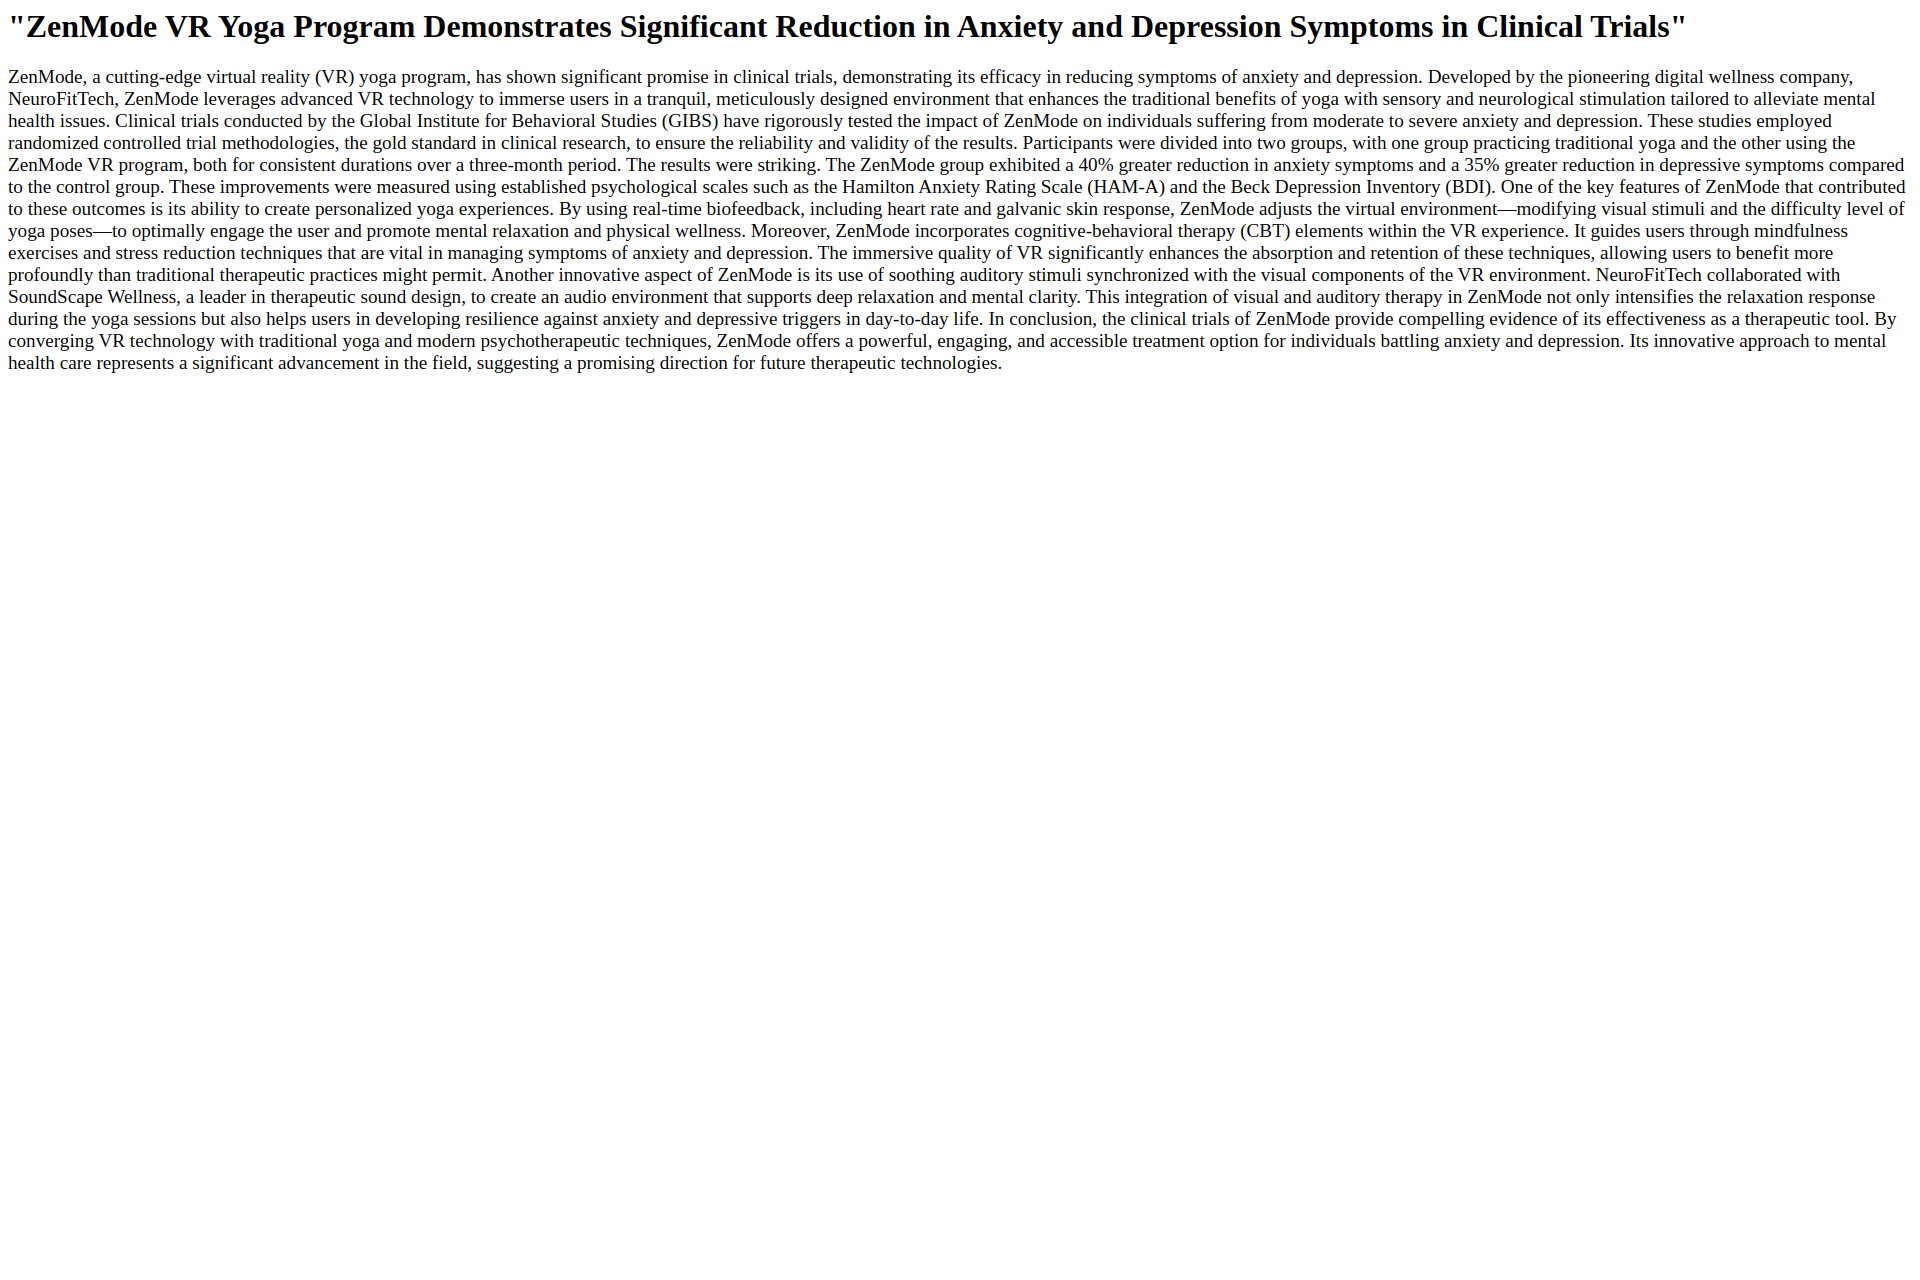 "ZenMode VR Yoga Program Demonstrates Significant Reduction in Anxiety and Depression Symptoms in Clinical Trials"
ZenMode, a cutting-edge virtual reality (VR) yoga program, has shown significant promise in clinical trials, demonstrating its efficacy in reducing symptoms of anxiety and depression. Developed by the pioneering digital wellness company,
NeuroFitTech, ZenMode leverages advanced VR technology to immerse users in a tranquil, meticulously designed environment that enhances the traditional benefits of yoga with sensory and neurological stimulation tailored to alleviate mental
health issues. Clinical trials conducted by the Global Institute for Behavioral Studies (GIBS) have rigorously tested the impact of ZenMode on individuals suffering from moderate to severe anxiety and depression. These studies employed
randomized controlled trial methodologies, the gold standard in clinical research, to ensure the reliability and validity of the results. Participants were divided into two groups, with one group practicing traditional yoga and the other using the
ZenMode VR program, both for consistent durations over a three-month period. The results were striking. The ZenMode group exhibited a 40% greater reduction in anxiety symptoms and a 35% greater reduction in depressive symptoms compared
to the control group. These improvements were measured using established psychological scales such as the Hamilton Anxiety Rating Scale (HAM-A) and the Beck Depression Inventory (BDI). One of the key features of ZenMode that contributed
to these outcomes is its ability to create personalized yoga experiences. By using real-time biofeedback, including heart rate and galvanic skin response, ZenMode adjusts the virtual environment—modifying visual stimuli and the difficulty level of
yoga poses—to optimally engage the user and promote mental relaxation and physical wellness. Moreover, ZenMode incorporates cognitive-behavioral therapy (CBT) elements within the VR experience. It guides users through mindfulness
exercises and stress reduction techniques that are vital in managing symptoms of anxiety and depression. The immersive quality of VR significantly enhances the absorption and retention of these techniques, allowing users to benefit more
profoundly than traditional therapeutic practices might permit. Another innovative aspect of ZenMode is its use of soothing auditory stimuli synchronized with the visual components of the VR environment. NeuroFitTech collaborated with
SoundScape Wellness, a leader in therapeutic sound design, to create an audio environment that supports deep relaxation and mental clarity. This integration of visual and auditory therapy in ZenMode not only intensifies the relaxation response
during the yoga sessions but also helps users in developing resilience against anxiety and depressive triggers in day-to-day life. In conclusion, the clinical trials of ZenMode provide compelling evidence of its effectiveness as a therapeutic tool. By
converging VR technology with traditional yoga and modern psychotherapeutic techniques, ZenMode offers a powerful, engaging, and accessible treatment option for individuals battling anxiety and depression. Its innovative approach to mental
health care represents a significant advancement in the field, suggesting a promising direction for future therapeutic technologies.